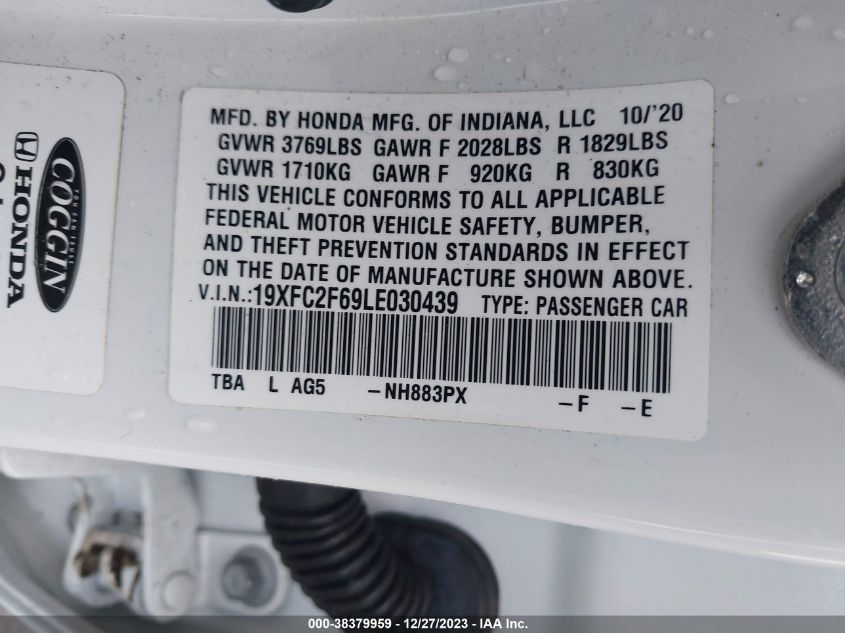 MFD. BY HONDA MFG. OF INDIANA, LLC 10/'20
GVWR 3769LBS GAWR F 2028LBS R 1829LBS
GVWR 1710KG GAWR F 920KG R 830KG
THIS VEHICLE CONFORMS TO ALL APPLICABLE
FEDERAL MOTOR VEHICLE SAFETY, BUMPER,
AND THEFT PREVENTION STANDARDS IN EFFECT
ON THE DATE OF MANUFACTURE SHOWN ABOVE.
V.I.N.:19XFC2F69LE030439 TYPE: PASSENGER CAR
TBA L AG5 -NH883PX -F -E
COGGIN
YOU CAN TRUST
HONDA
000-38379959 - 12/27/2023 - IAA Inc.